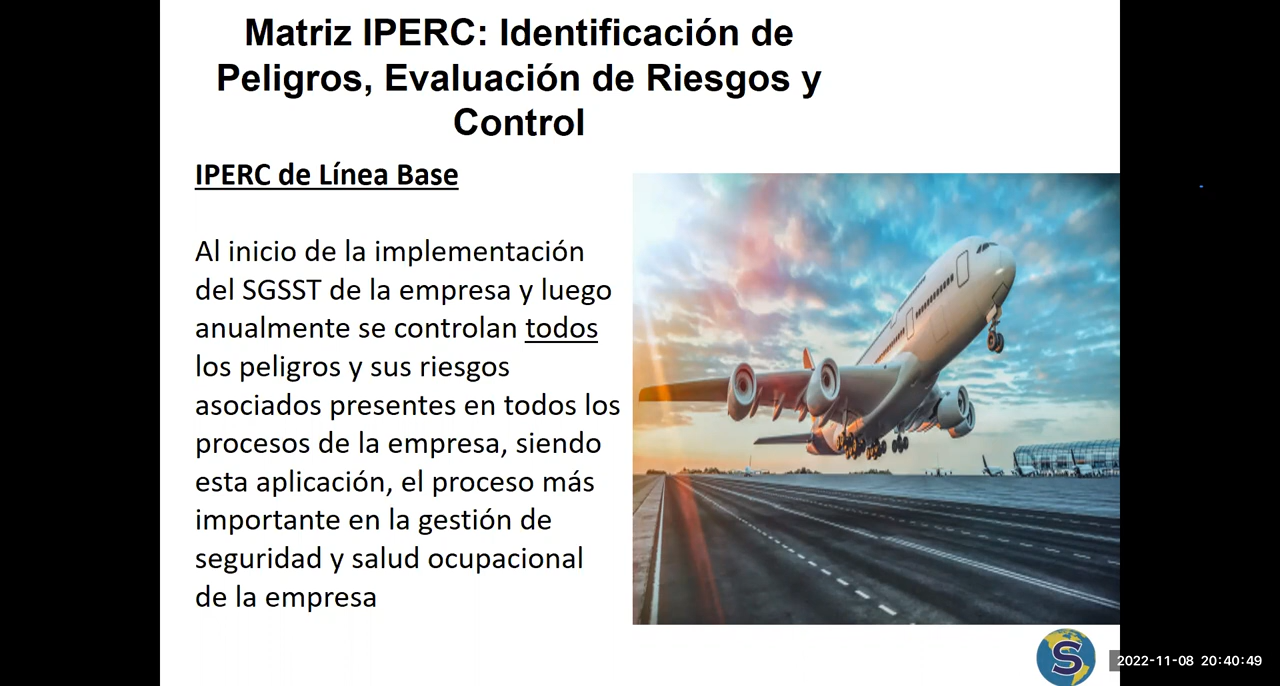 Matriz IPERC: Identificación de
Peligros, Evaluación de Riesgos y
Control
IPERC de Línea Base
Al inicio de la implementación
del SGSST de la empresa y luego
anualmente se controlan todos
los peligros y sus riesgos
asociados presentes en todos los
procesos de la empresa, siendo
esta aplicación, el proceso más
importante en la gestión de
seguridad y salud ocupacional
de la empresa
S
2022-11-08 20:40:49